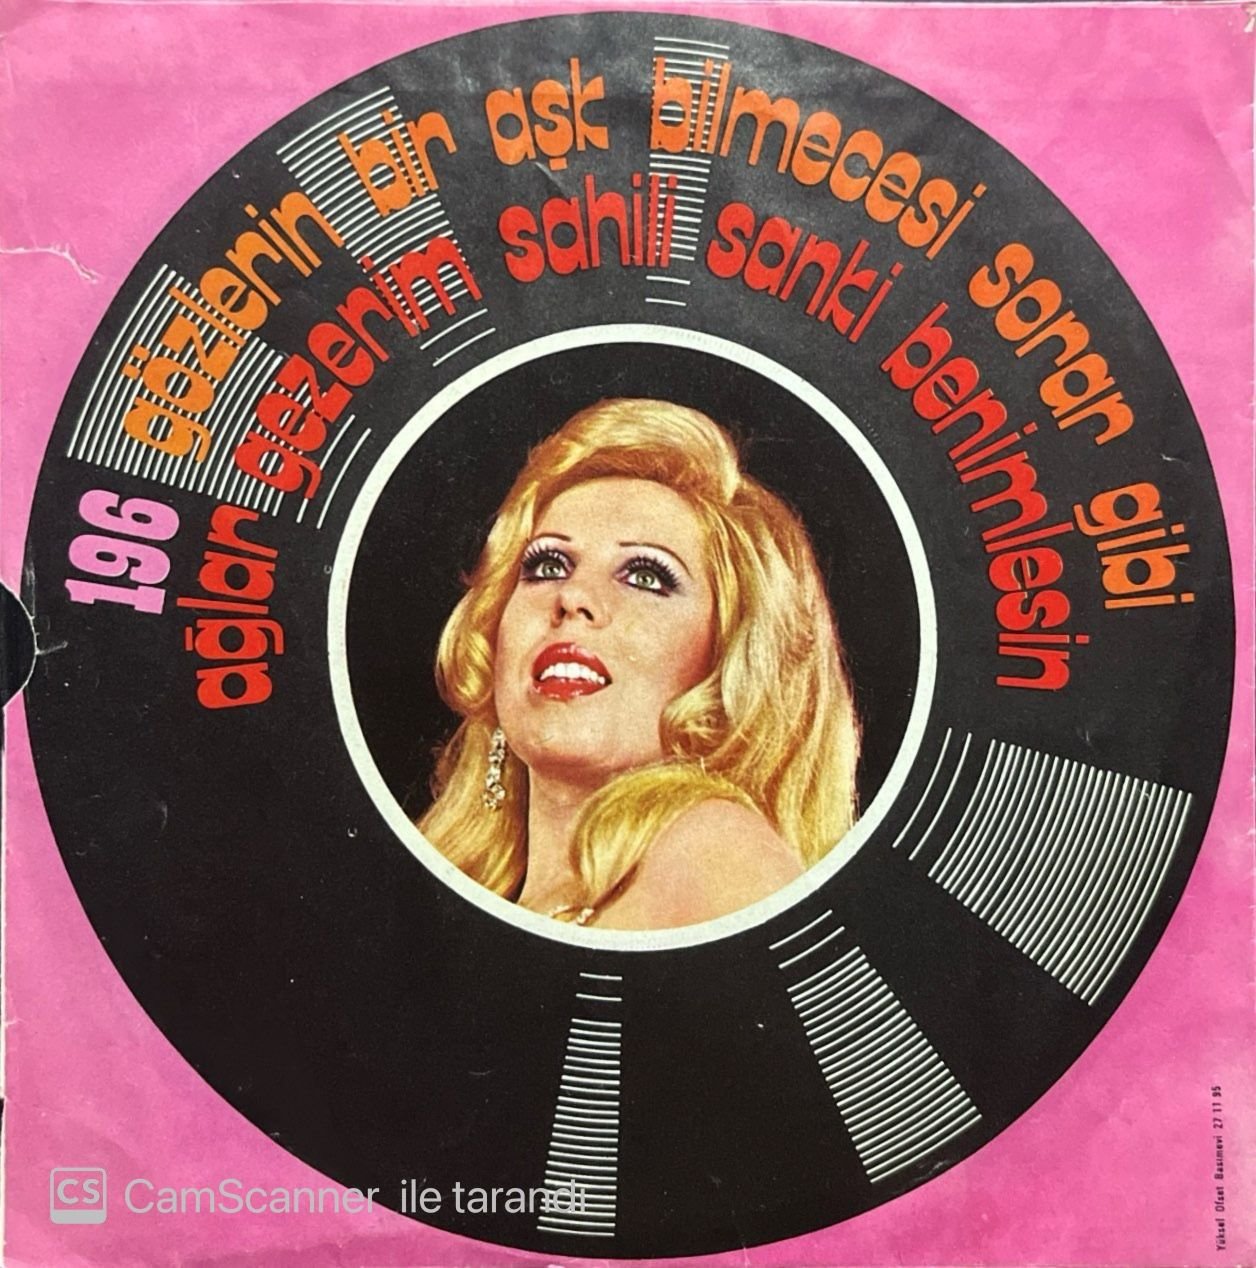 196
gözlerin bir aşk bilmecesi sorar gibi
ağlar gezerim sahili sanki benimlesin
Yüksel Ofset Basımevi 27 11 95
CS CamScanner ile tarandı